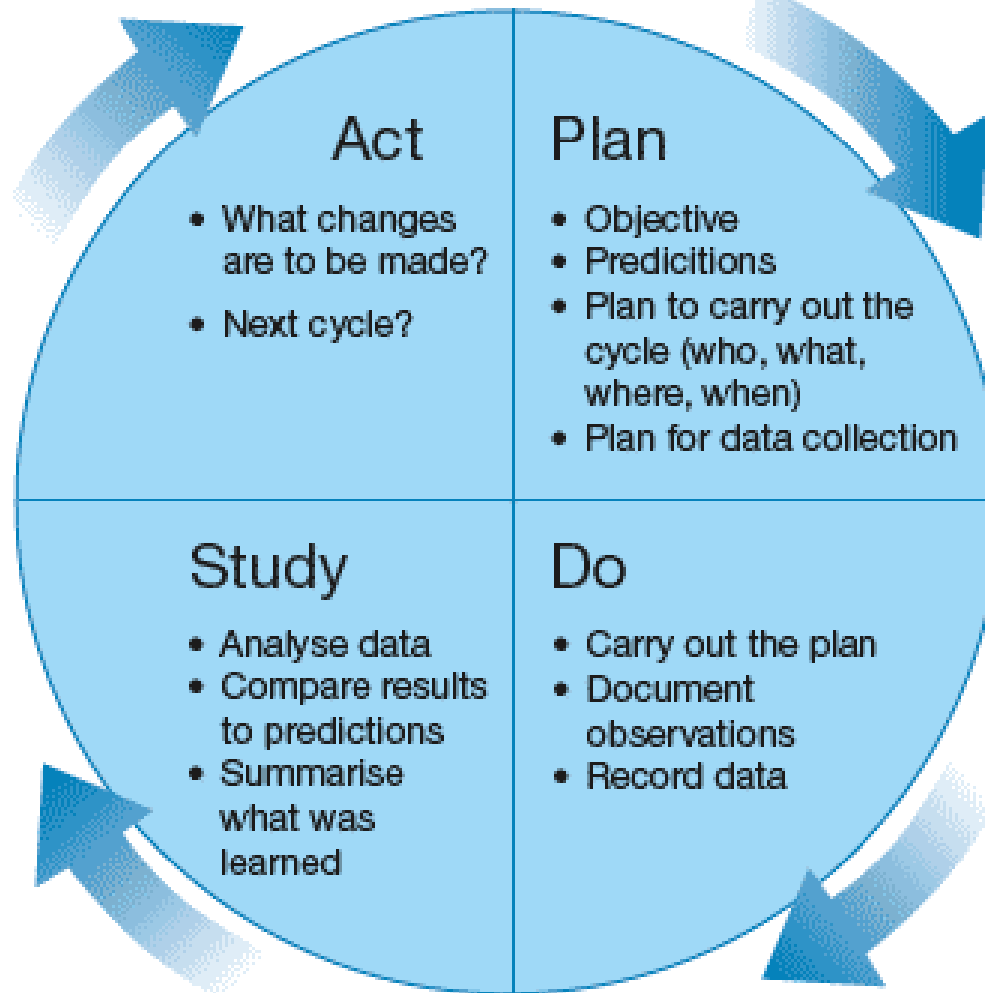 Act
• What changes
are to be made?
• Next cycle?
Plan
• Objective
• Predicitions
• Plan to carry out the
cycle (who, what,
where, when)
• Plan for data collection
Study
• Analyse data
• Compare results
to predictions
• Summarise
what was
learned
Do
• Carry out the plan
• Document
observations
• Record data